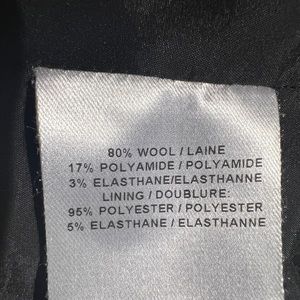 80% WOOL / LAINE
17% POLYAMIDE / POLYAMIDE
3% ELASTHANE/ELASTHANNE
LINING / DOUBLURE:
95% POLYESTER / POLYESTER
5% ELASTHANE / ELASTHANNE